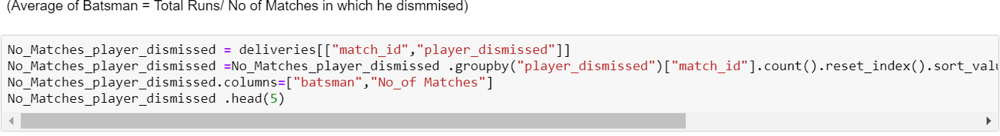 (Average of Batsman = Total Runs/ No of Matches in which he dismmised)
No_Matches_player_dismissed = deliveries[["match_id","player_dismissed"]]
No_Matches_player_dismissed =No_Matches_player_dismissed .groupby("player_dismissed")["match_id"].count().reset_index().sort_valu
No_Matches_player_dismissed.columns=["batsman","No_of Matches"]
No_Matches_player_dismissed .head(5)